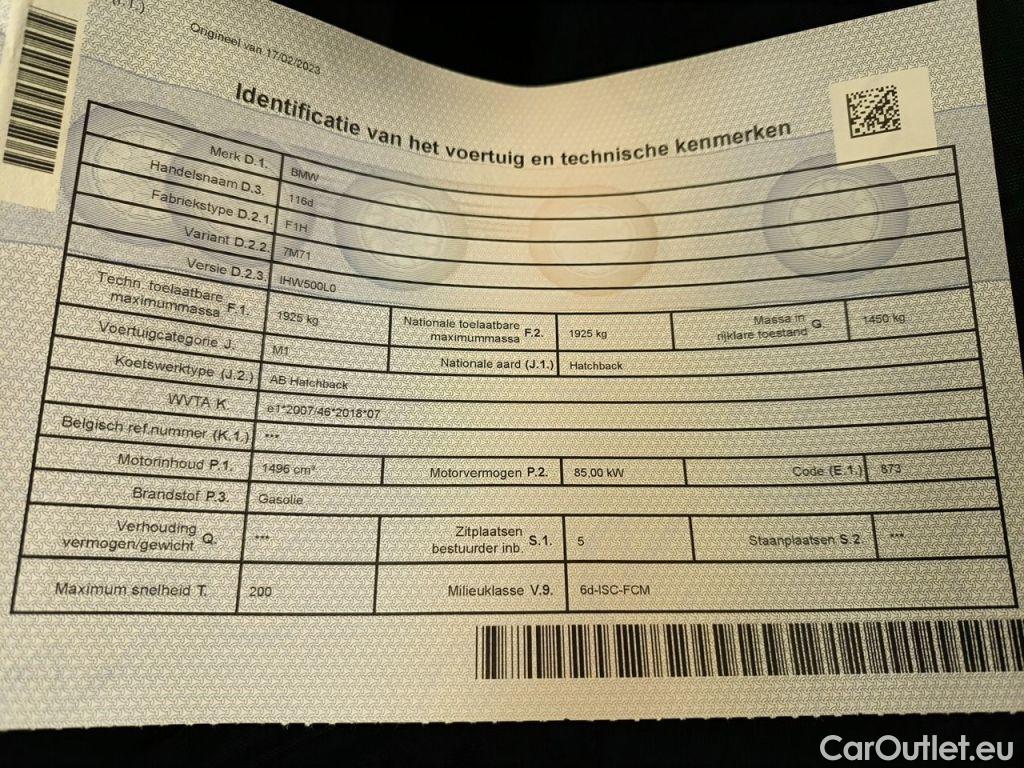 Origineel van 17/02/2023
Identificatie van het voertuig en technische kenmerken
Merk D.1. BMW
Handelsnaam D.3. 116d
Fabriekstype D.2.1. F1H
Variant D.2.2. 7M71
Versie D.2.3. IHW500L0
Techn. toelaatbare maximummassa F.1. 1925 kg Nationale toelaatbare maximummassa F.2. 1925 kg Massa in rijklare toestand G. 1450 kg
Voertuigcategorie J. M1 Nationale aard (J.1.) Hatchback
Koetswerktype (J.2.) AB Hatchback
WVTA K. e1*2007/46*2018*07
Belgisch ref.nummer (K.1.) ***
Motorinhoud P.1. 1496 cm³ Motorvermogen P.2. 85,00 kW Code (E.1.) 873
Brandstof P.3. Gasolie
Verhouding vermogen/gewicht Q. *** Zitplaatsen bestuurder inb. S.1. 5 Staanplaatsen S.2. ***
Maximum snelheid T. 200 Milieuklasse V.9. 6d-ISC-FCM
CarOutlet.eu